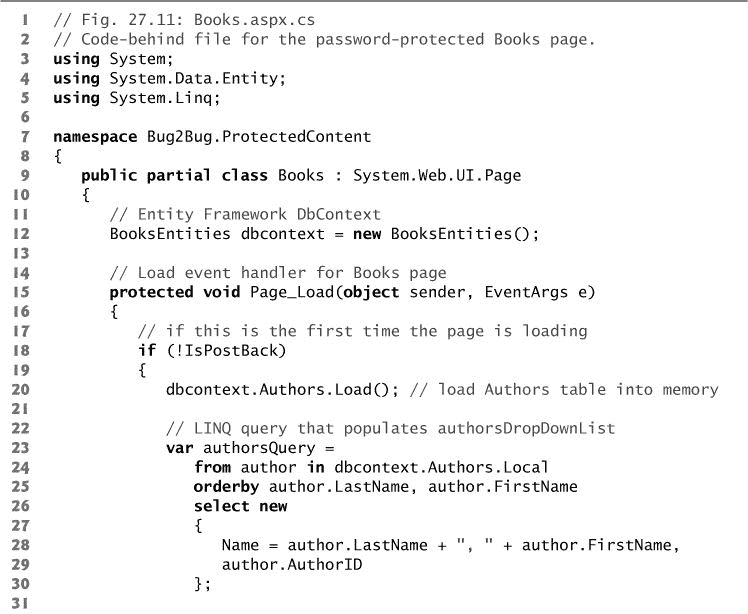 1 // Fig. 27.11: Books.aspx.cs
2 // Code-behind file for the password-protected Books page.
3 using System;
4 using System.Data.Entity;
5 using System.Linq;
6
7 namespace Bug2Bug.ProtectedContent
8 {
9 public partial class Books : System.Web.UI.Page
10 {
11 // Entity Framework DbContext
12 BooksEntities dbcontext = new BooksEntities();
13
14 // Load event handler for Books page
15 protected void Page_Load(object sender, EventArgs e)
16 {
17 // if this is the first time the page is loading
18 if (!IsPostBack)
19 {
20 dbcontext.Authors.Load(); // load Authors table into memory
21
22 // LINQ query that populates authorsDropDownList
23 var authorsQuery =
24 from author in dbcontext.Authors.Local
25 orderby author.LastName, author.FirstName
26 select new
27 {
28 Name = author.LastName + ", " + author.FirstName,
29 author.AuthorID
30 };
31